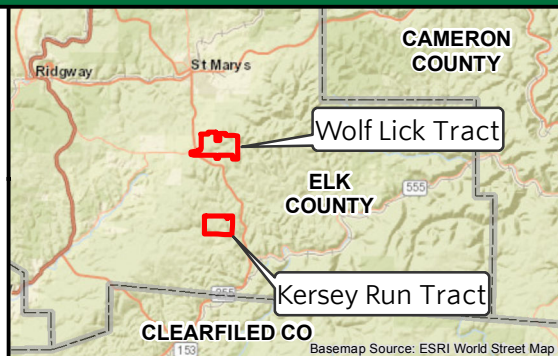 CAMERON
COUNTY
Ridgway
St Marys
Wolf Lick Tract
ELK
COUNTY
555
Kersey Run Tract
255
CLEARFILED CO
153
Basemap Source: ESRI World Street Map